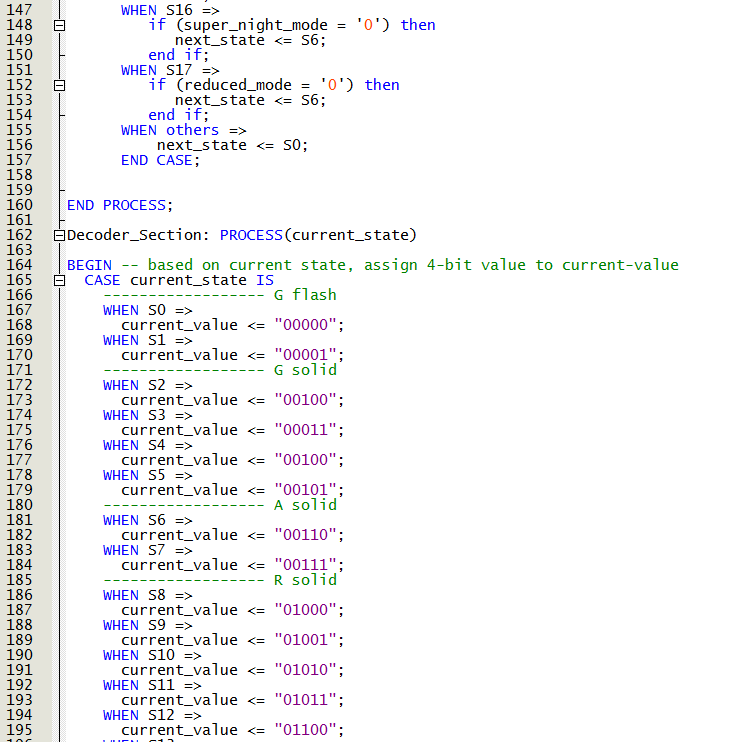 147 WHEN S16 =>
148 if (super_night_mode = '0') then
149 next_state <= S6;
150 end if;
151 WHEN S17 =>
152 if (reduced_mode = '0') then
153 next_state <= S6;
154 end if;
155 WHEN others =>
156 next_state <= S0;
157 END CASE;
158
159
160 END PROCESS;
161
162 Decoder_Section: PROCESS(current_state)
163
164 BEGIN -- based on current state, assign 4-bit value to current-value
165 CASE current_state IS
166 ------------------ G flash
167 WHEN S0 =>
168 current_value <= "00000";
169 WHEN S1 =>
170 current_value <= "00001";
171 ------------------ G solid
172 WHEN S2 =>
173 current_value <= "00100";
174 WHEN S3 =>
175 current_value <= "00011";
176 WHEN S4 =>
177 current_value <= "00100";
178 WHEN S5 =>
179 current_value <= "00101";
180 ------------------ A solid
181 WHEN S6 =>
182 current_value <= "00110";
183 WHEN S7 =>
184 current_value <= "00111";
185 ------------------ R solid
186 WHEN S8 =>
187 current_value <= "01000";
188 WHEN S9 =>
189 current_value <= "01001";
190 WHEN S10 =>
191 current_value <= "01010";
192 WHEN S11 =>
193 current_value <= "01011";
194 WHEN S12 =>
195 current_value <= "01100";